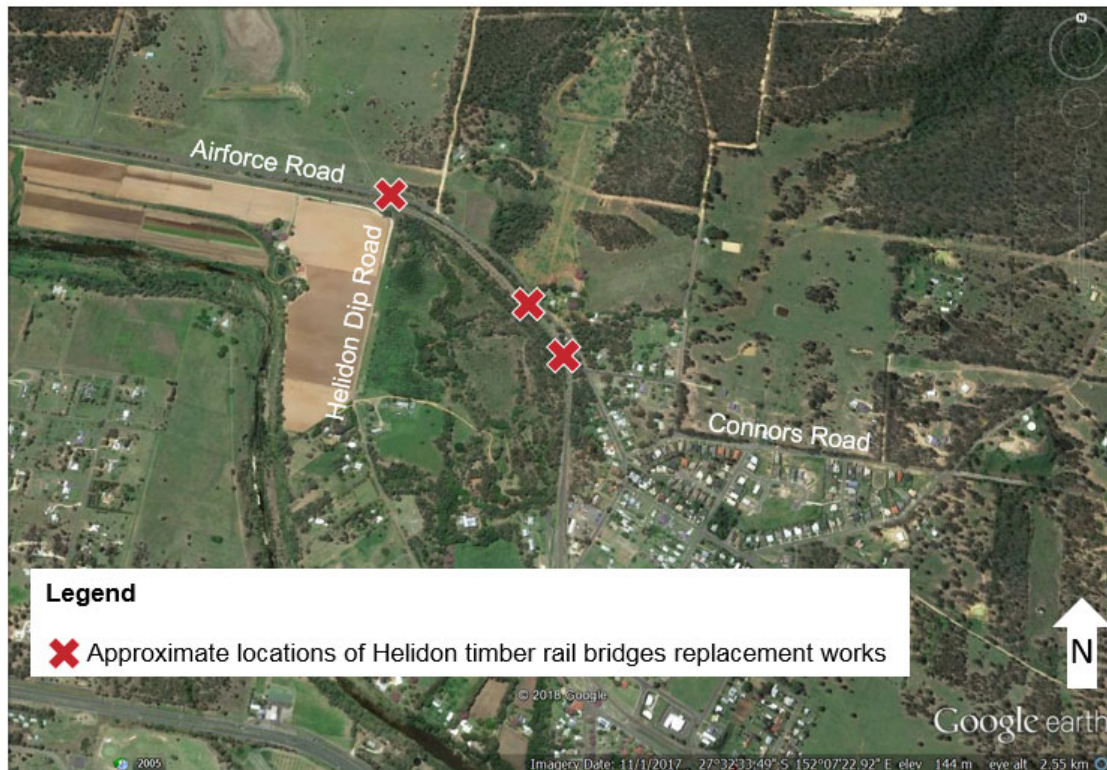 N
Airforce Road
Helidon Dip Road
Connors Road
Legend
Approximate locations of Helidon timber rail bridges replacement works
N
© 2018 Google
Google earth
2005
Imagery Date: 11/1/2017 27°32'33.49" S 152°07'22.92" E elev 144 m eye alt 2.55 km